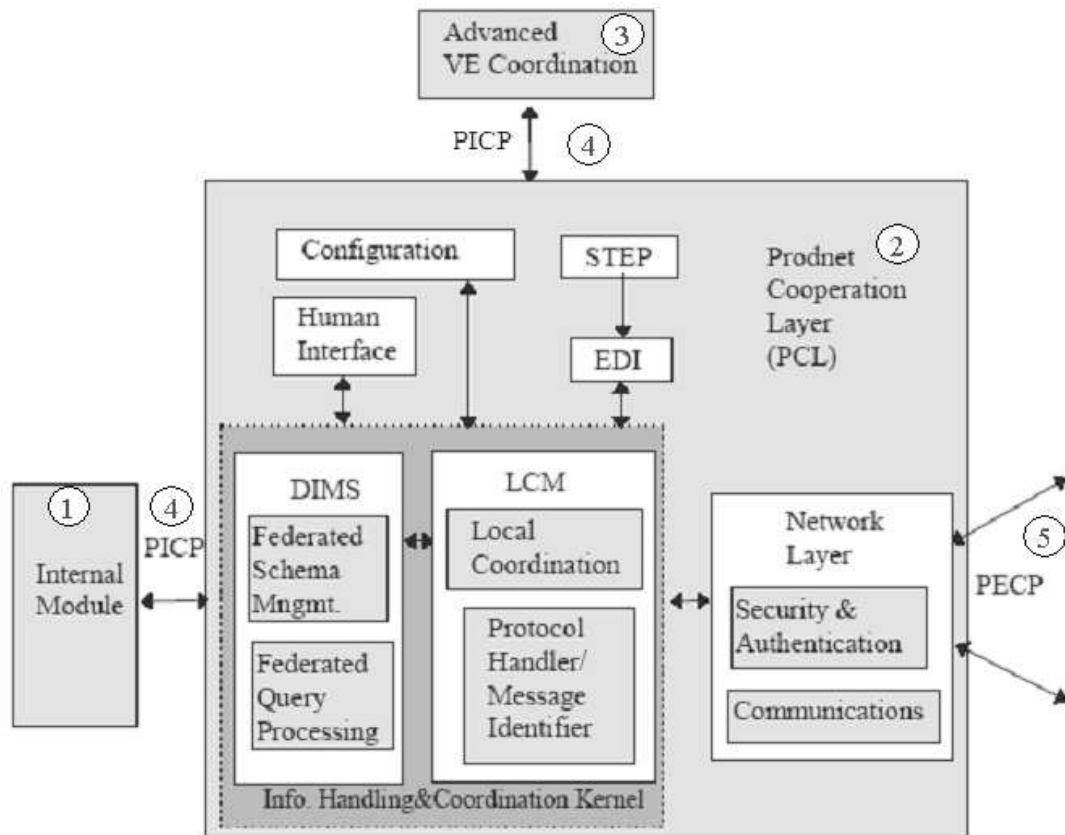 Advanced
VE Coordination
3
PICP
4
Configuration
STEP
Prodnet
Cooperation
Layer
(PCL)
2
Human
Interface
EDI
DIMS
Federated
Schema
Mngmt.
Federated
Query
Processing
LCM
Local
Coordination
Protocol
Handler/
Message
Identifier
Info. Handling&Coordination Kernel
1
Internal
Module
4
PICP
Network
Layer
Security &
Authentication
Communications
5
PECP